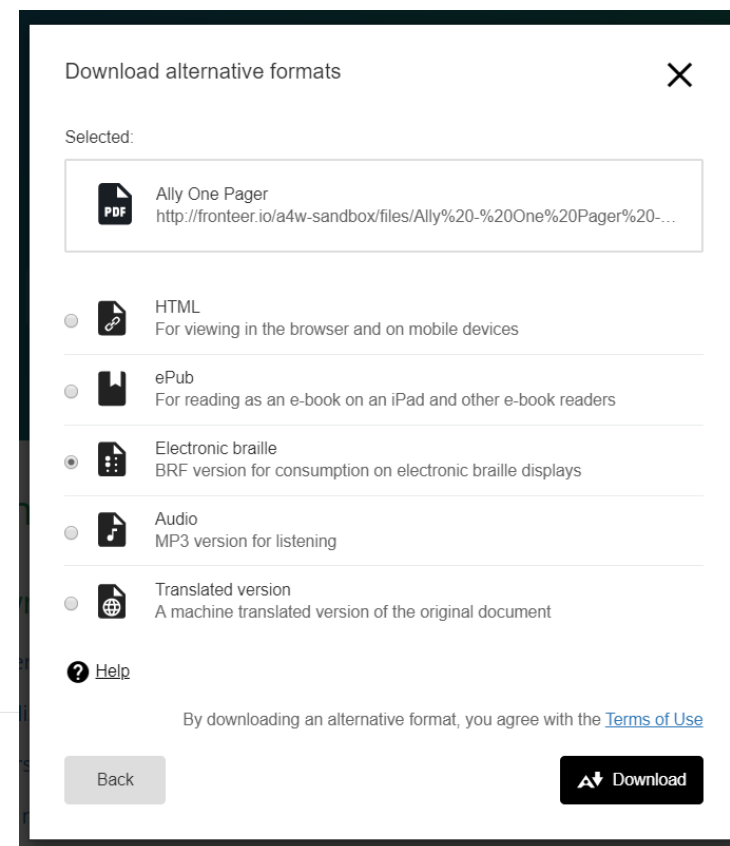 Download alternative formats
Selected:
PDF
Ally One Pager
http://fronteer.io/a4w-sandbox/files/Ally%20-%20One%20Pager%20-...
HTML
For viewing in the browser and on mobile devices
ePub
For reading as an e-book on an iPad and other e-book readers
Electronic braille
BRF version for consumption on electronic braille displays
Audio
MP3 version for listening
Translated version
A machine translated version of the original document
Help
By downloading an alternative format, you agree with the Terms of Use
Back
Download